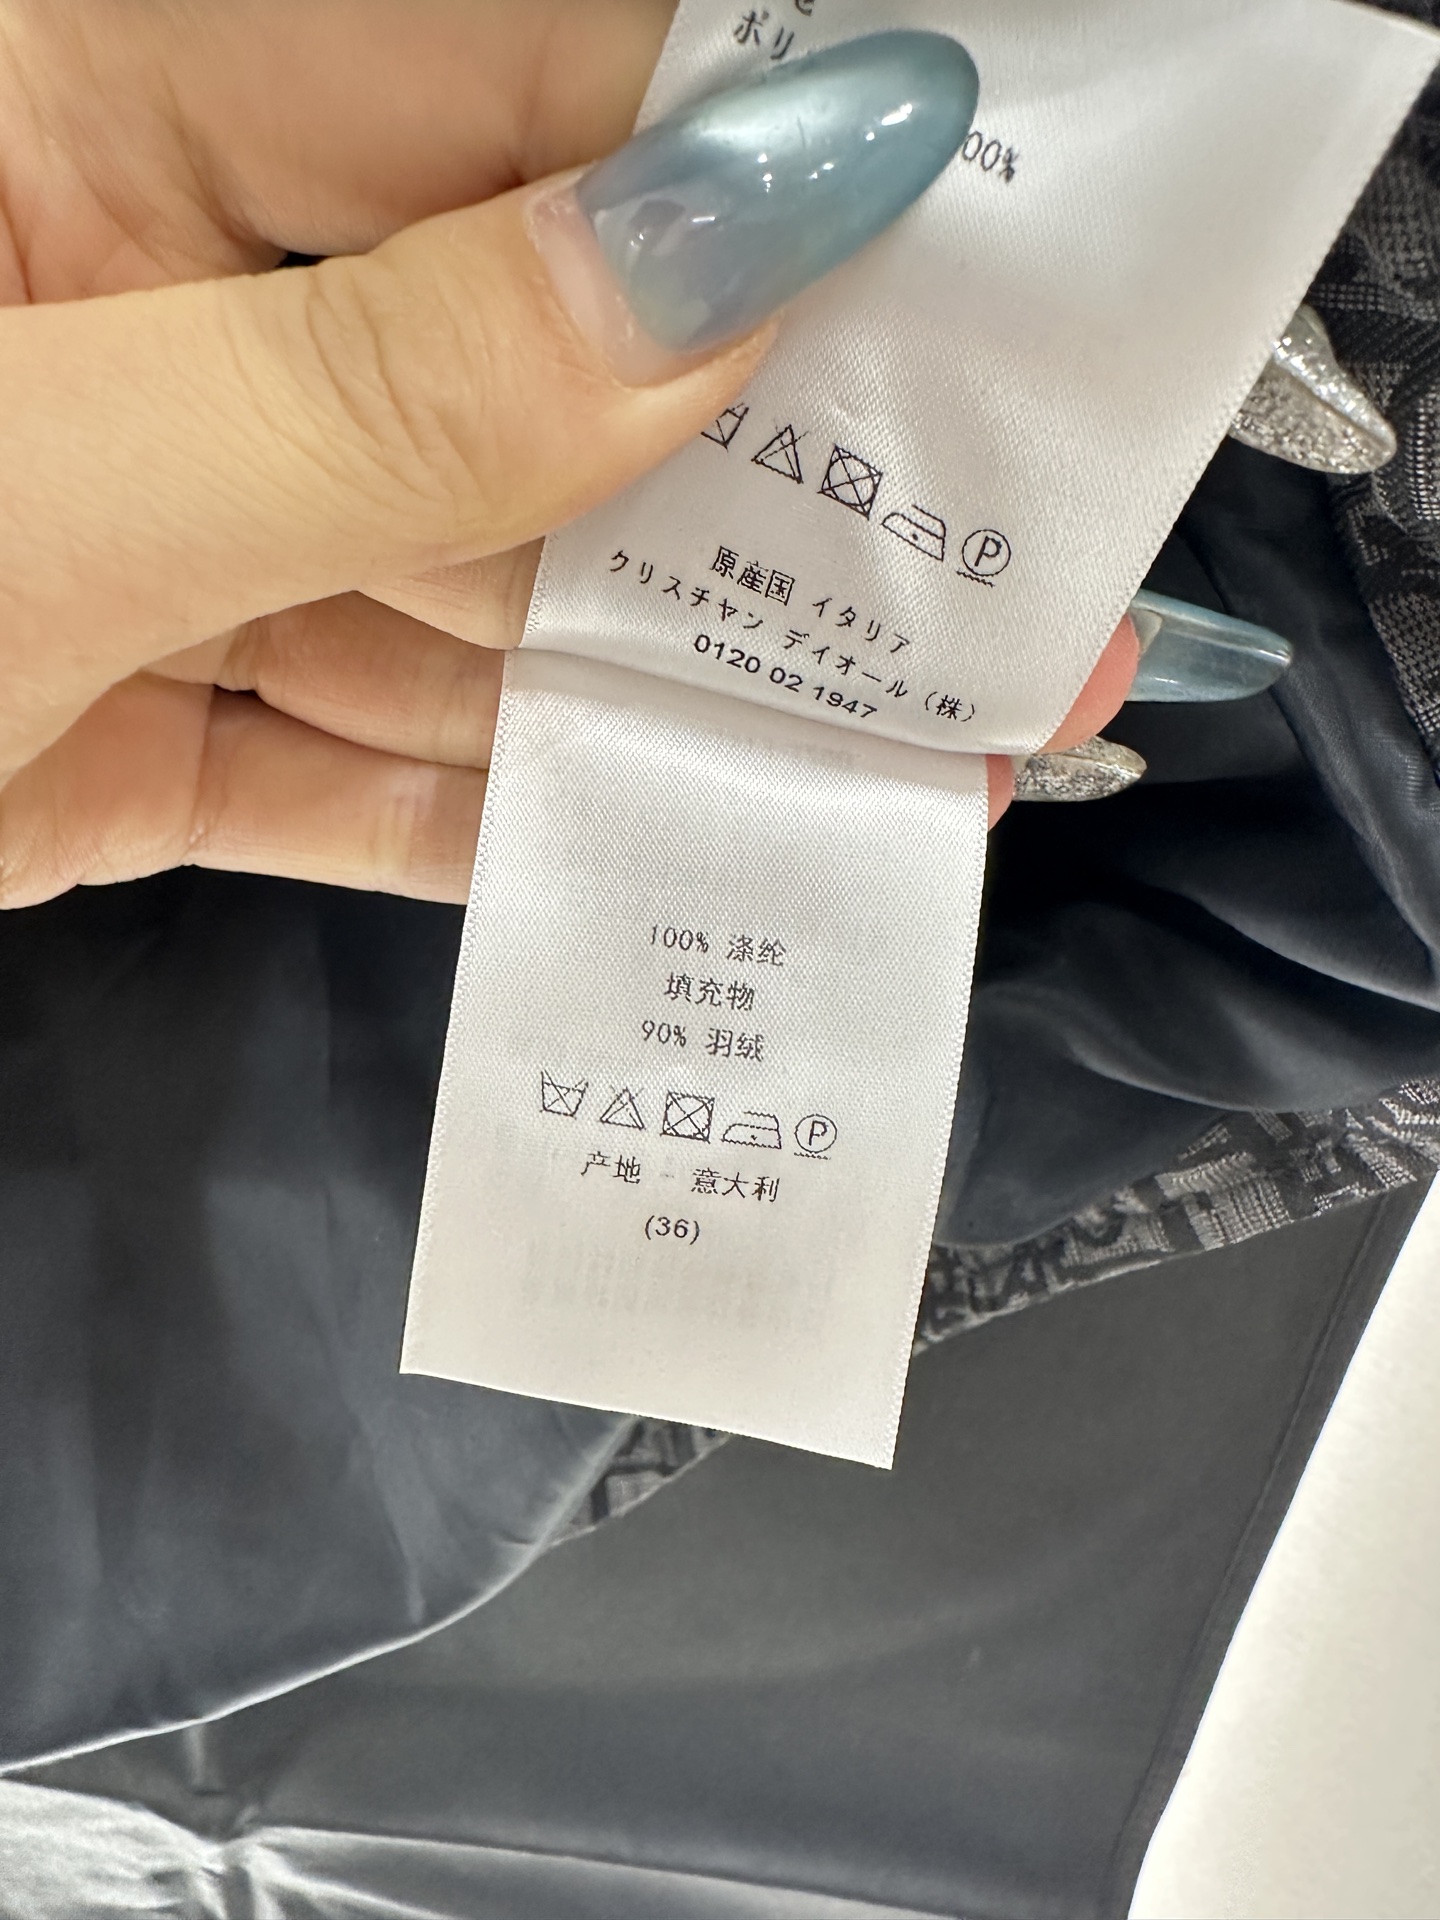 ポリ
00%
P
原産国 イタリア
クリスチャン ディオール (株)
0120 02 1947
100% 涤纶
填充物
90% 羽绒
P
产地 - 意大利
(36)